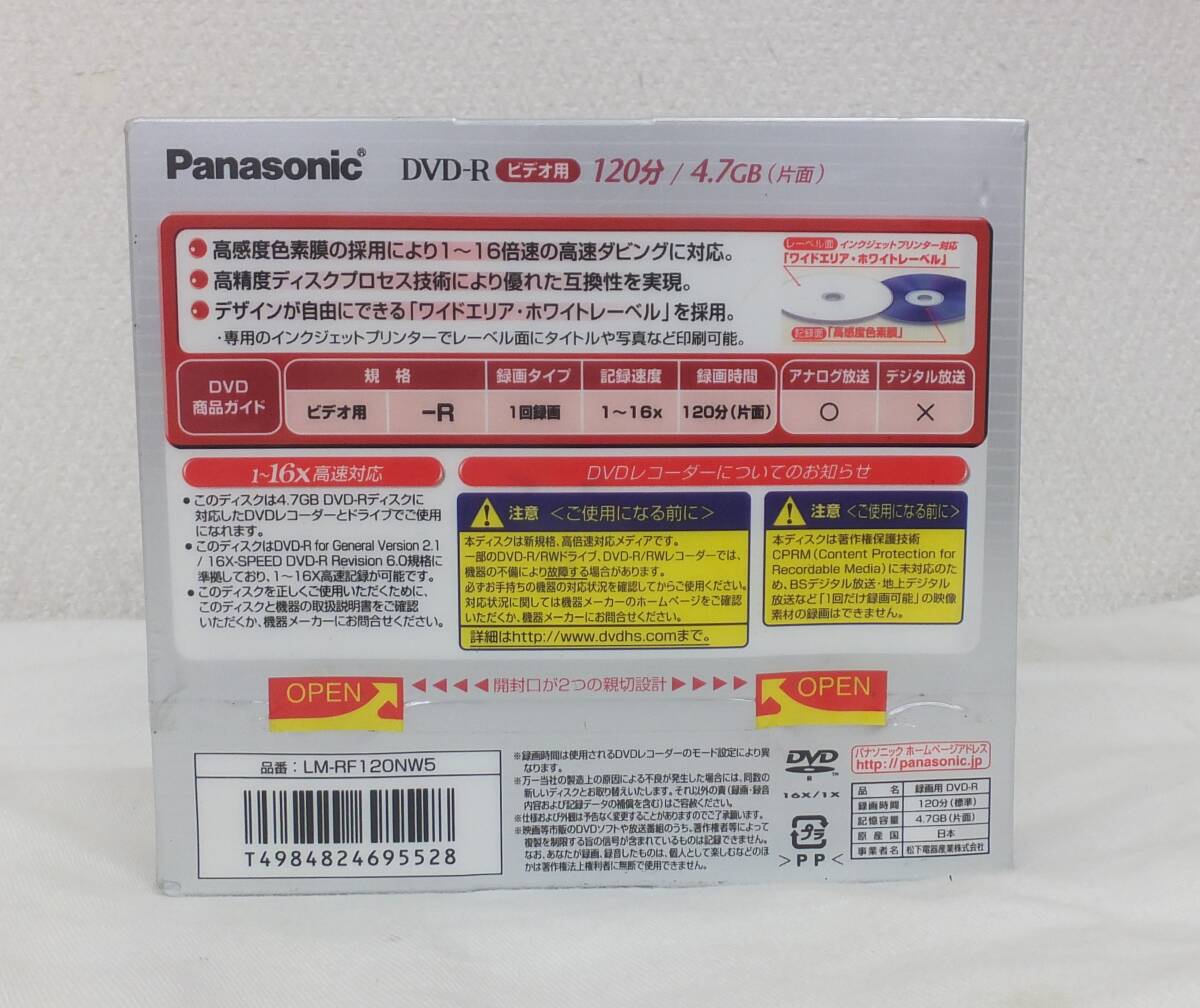 Panasonic® DVD-R ビデオ用 120分 / 4.7GB(片面)
高感度色素膜の採用により1～16倍速の高速ダビングに対応。
高精度ディスクプロセス技術により優れた互換性を実現。
デザインが自由にできる「ワイドエリア・ホワイトレーベル」を採用。
・専用のインクジェットプリンターでレーベル面にタイトルや写真など印刷可能。
レーベル面 インクジェットプリンター対応
「ワイドエリア・ホワイトレーベル」
記録面「高感度色素膜」
DVD
商品ガイド
規格 録画タイプ 記録速度 録画時間 アナログ放送 デジタル放送
ビデオ用 -R 1回録画 1～16x 120分(片面) ○ ×
1~16x高速対応
● このディスクは4.7GB DVD-Rディスクに
対応したDVDレコーダーとドライブでご使用
になれます。
● このディスクはDVD-R for General Version 2.1
/ 16X-SPEED DVD-R Revision 6.0規格に
準拠しており、1～16X高速記録が可能です。
● このディスクを正しくご使用いただくために、
このディスクと機器の取扱説明書をご確認
いただくか、機器メーカーにお問合せください。
DVDレコーダーについてのお知らせ
注意 ＜ご使用になる前に＞
本ディスクは新規格、高倍速対応メディアです。
一部のDVD-R/RWドライブ、DVD-R/RWレコーダーでは、
機器の不備により故障する場合があります。
必ずお手持ちの機器の対応状況を確認してからご使用ください。
対応状況に関しては機器メーカーのホームページをご確認
いただくか、機器メーカーにお問合せください。
詳細はhttp://www.dvdhs.comまで。
注意 ＜ご使用になる前に＞
本ディスクは著作権保護技術
CPRM(Content Protection for
Recordable Media)に未対応のた
め、BSデジタル放送・地上デジタル
放送など「1回だけ録画可能」の映像
素材の録画はできません。
OPEN
開封口が2つの親切設計
OPEN
品番：LM-RF120NW5
T4984824695528
※録画時間は使用されるDVDレコーダーのモード設定により異
なります。
※万一当社の製造上の原因による不良が発生した場合には、同数の
新しいディスクとお取り替えいたします。それ以外の責(録画・録音
内容および記録データの補償を含む)はご容赦ください。
※仕様および外観は予告なく変更することがありますのでご了承願います。
※映画等市販のDVDソフトや放送番組のうち、著作権者等によって
複製を制限する旨の信号が含まれているものは記録できません。
なお、あなたが録画、録音したものは、個人として楽しむなどのほ
かは著作権法上権利者に無断で使用できません。
DVD
R
16X/1X
プラ
>PP<
パナソニック ホームページアドレス
http://panasonic.jp
品名 録画用 DVD-R
録画時間 120分(標準)
記憶容量 4.7GB(片面)
原産国 日本
事業者名 松下電器産業株式会社